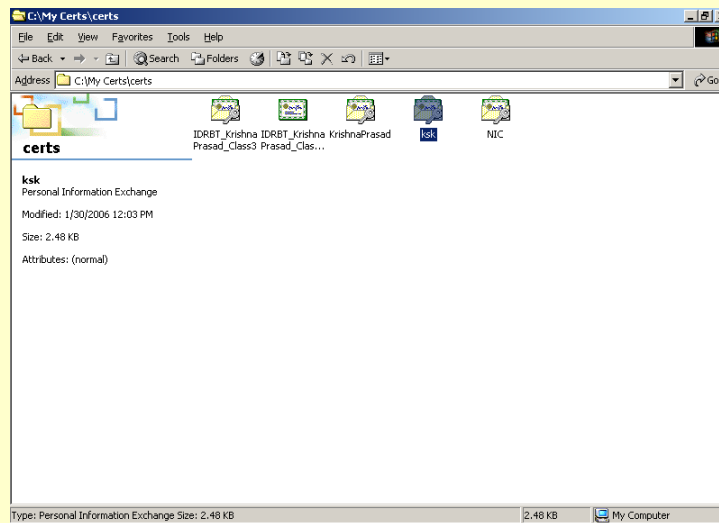 C:\My Certs\certs
File Edit View Favorites Tools Help
Back Search Folders
Address C:\My Certs\certs Go
IDRBT_Krishna IDRBT_Krishna KrishnaPrasad ksk NIC
Prasad_Class3 Prasad_Clas...
certs
ksk
Personal Information Exchange
Modified: 1/30/2006 12:03 PM
Size: 2.48 KB
Attributes: (normal)
Type: Personal Information Exchange Size: 2.48 KB 2.48 KB My Computer